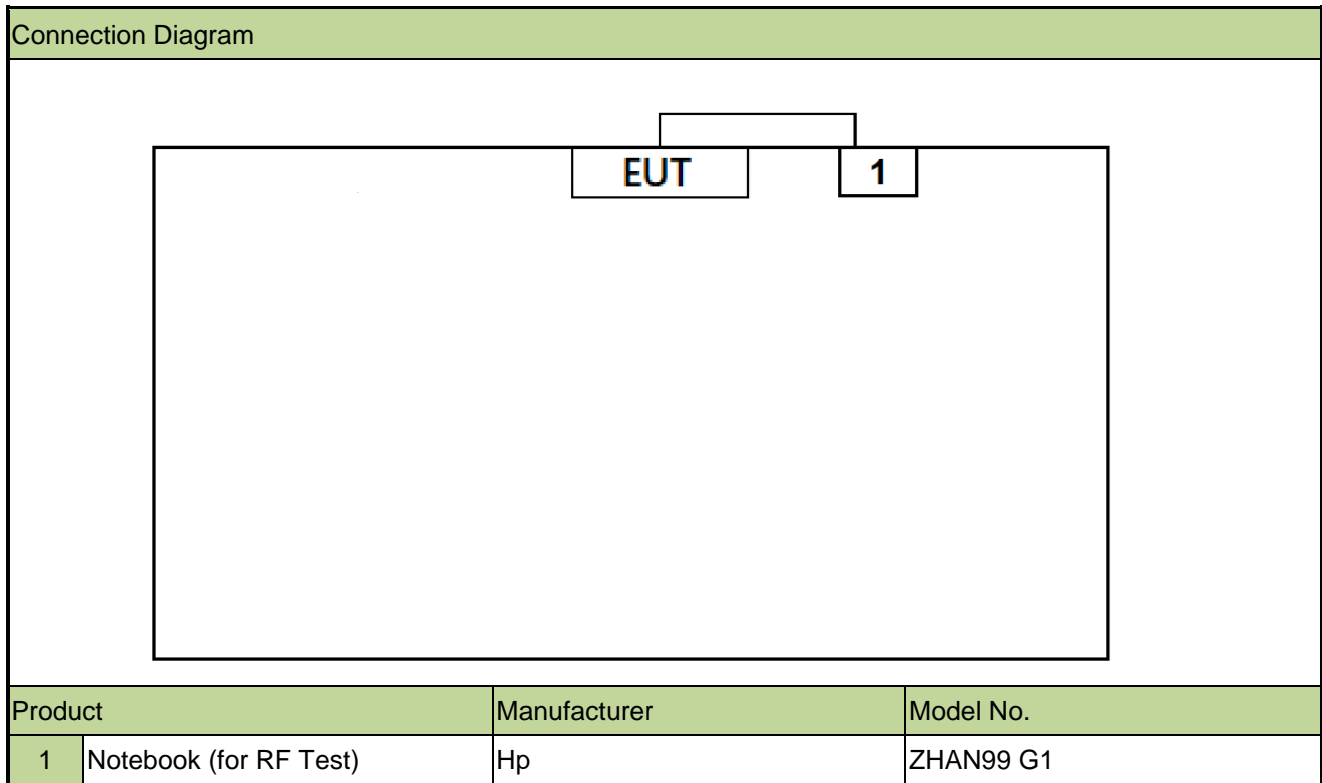 Connection Diagram
EUT 1
Product Manufacturer Model No.
1 Notebook (for RF Test) Hp ZHAN99 G1